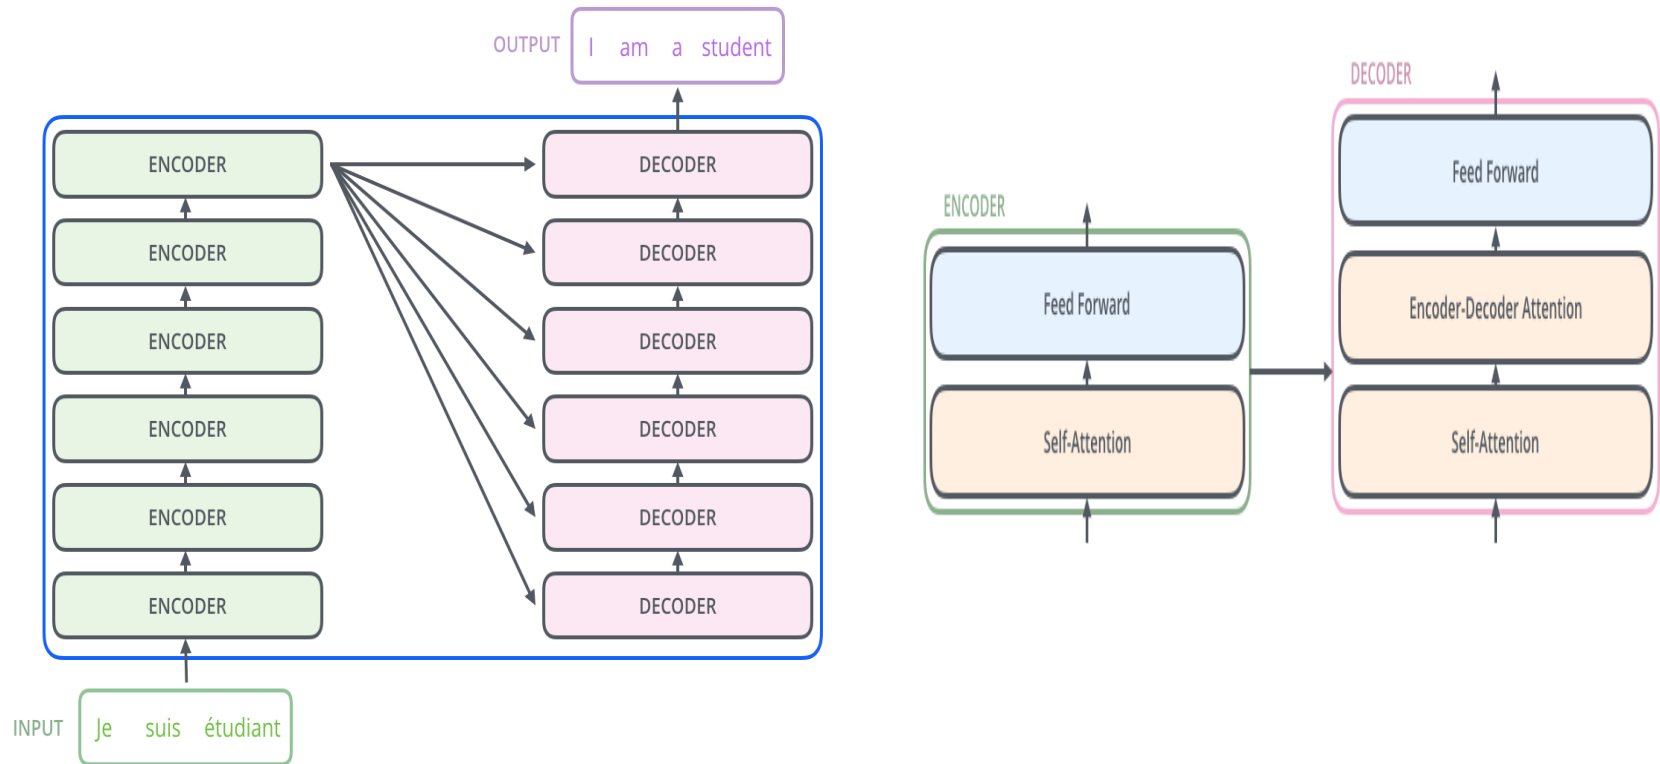 OUTPUT
I am a student
ENCODER
ENCODER
ENCODER
ENCODER
ENCODER
ENCODER
DECODER
DECODER
DECODER
DECODER
DECODER
DECODER
INPUT
Je suis étudiant
ENCODER
Feed Forward
Self-Attention
DECODER
Feed Forward
Encoder-Decoder Attention
Self-Attention